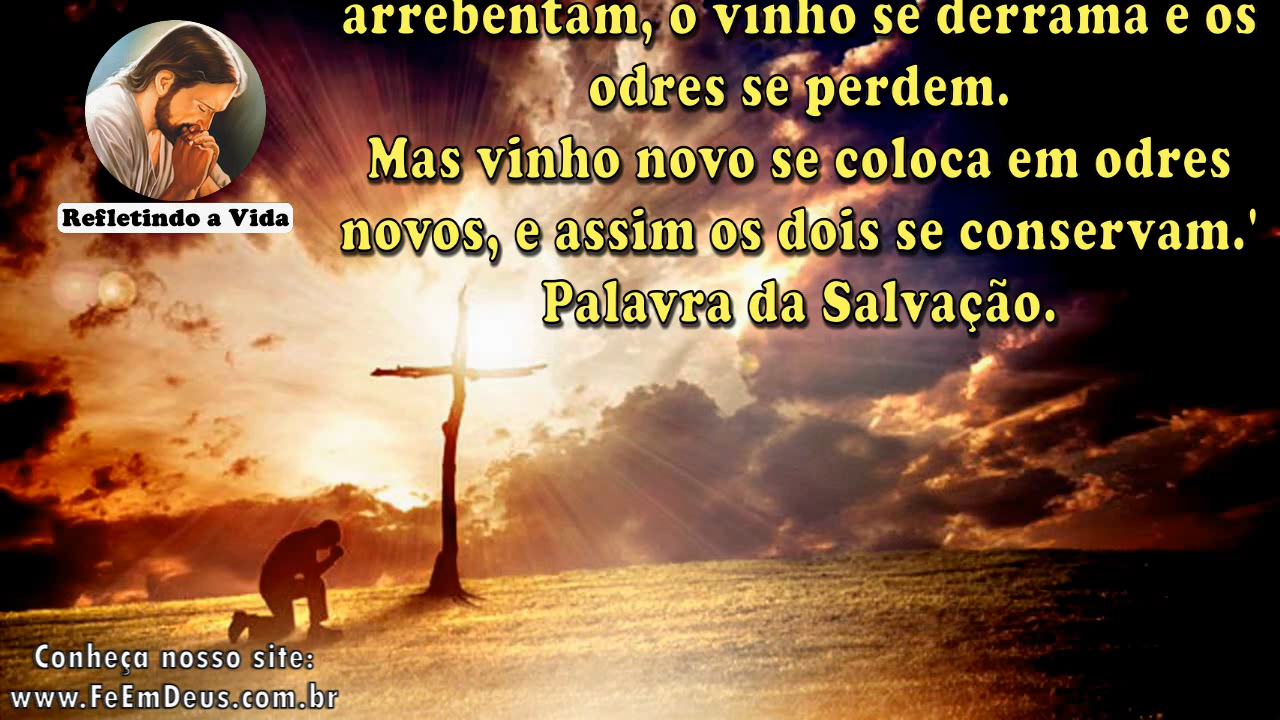 arrebentam, o vinho se derrama e os
odres se perdem.
Mas vinho novo se coloca em odres
novos, e assim os dois se conservam.'
Palavra da Salvação.
Refletindo a Vida
Conheça nosso site:
www.FeEmDeus.com.br